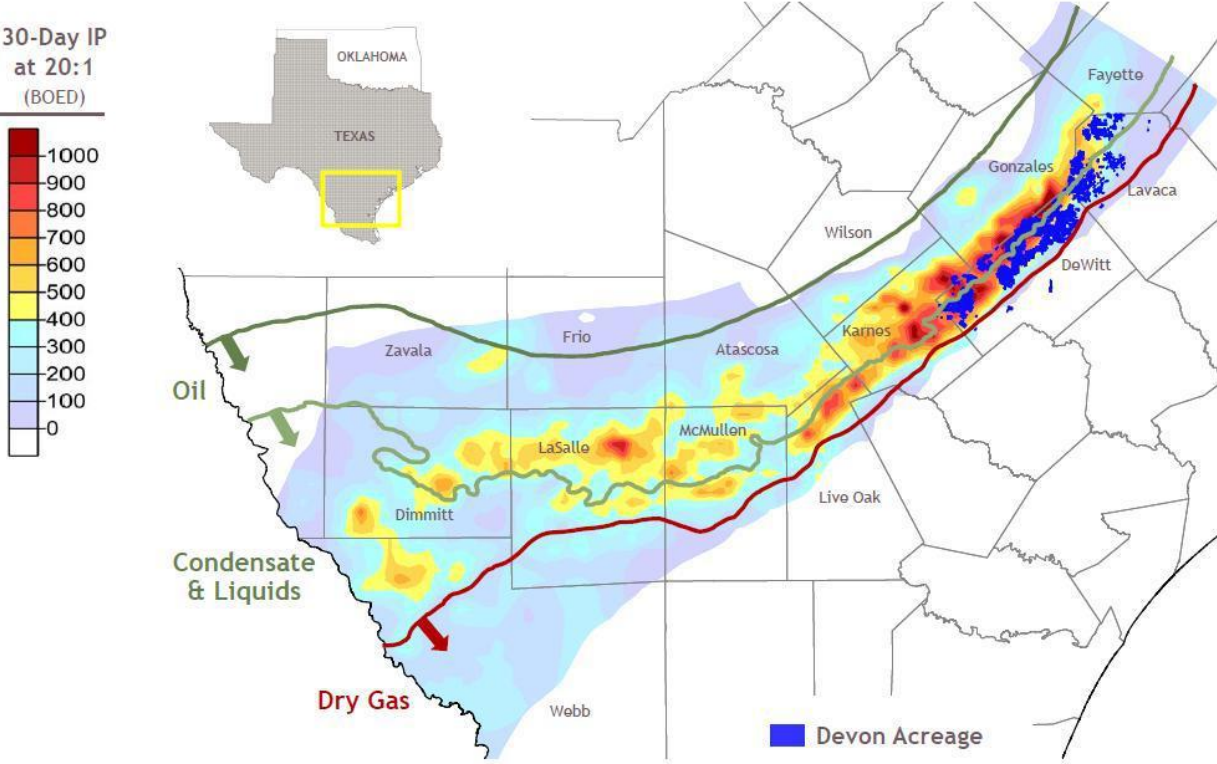 30-Day IP
at 20:1
(BOED)
1000
900
800
700
600
500
400
300
200
100
0
OKLAHOMA
TEXAS
Fayette
Gonzales
Lavaca
Wilson
DeWitt
Karnes
Zavala
Frio
Atascosa
Oil
LaSalle
McMullen
Live Oak
Dimmitt
Condensate
& Liquids
Dry Gas
Webb
Devon Acreage